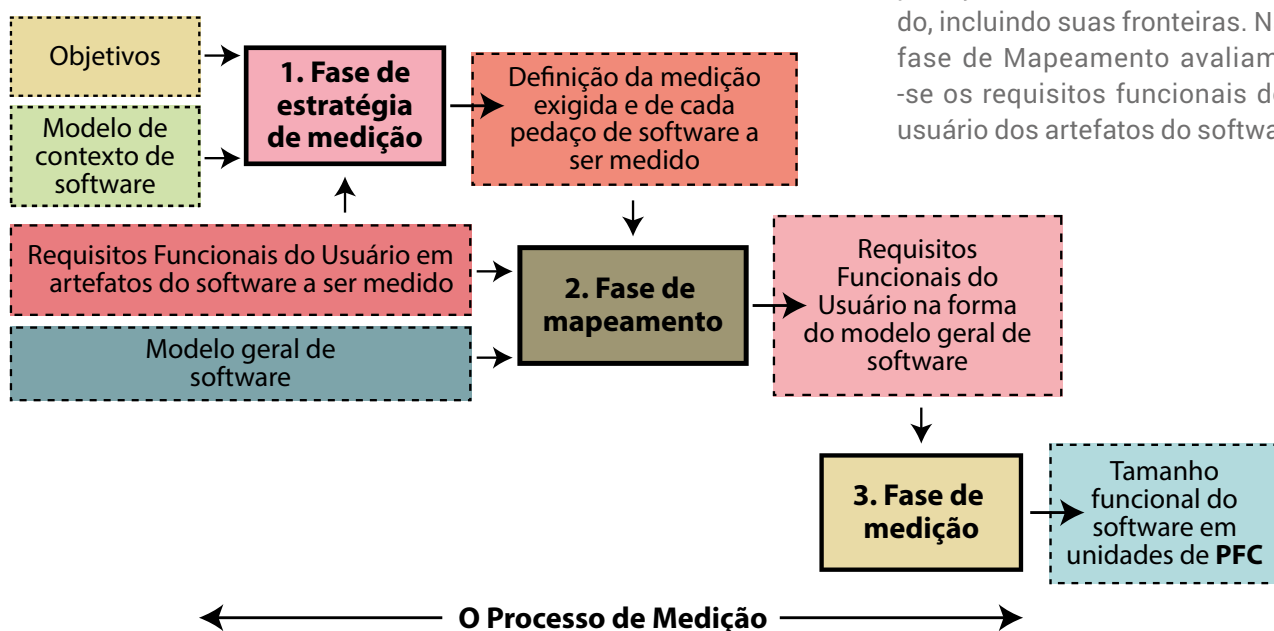 Objetivos
Modelo de
contexto de
software
1. Fase de
estratégia
de medição
Definição da medição
exigida e de cada
pedaço de software a
ser medido
do, incluindo suas fronteiras. N
fase de Mapeamento avaliam
-se os requisitos funcionais d
usuário dos artefatos do softwa
Requisitos Funcionais do Usuário em
artefatos do software a ser medido
Modelo geral de
software
2. Fase de
mapeamento
Requisitos
Funcionais do
Usuário na forma
do modelo geral de
software
3. Fase de
medição
Tamanho
funcional do
software em
unidades de PFC
O Processo de Medição